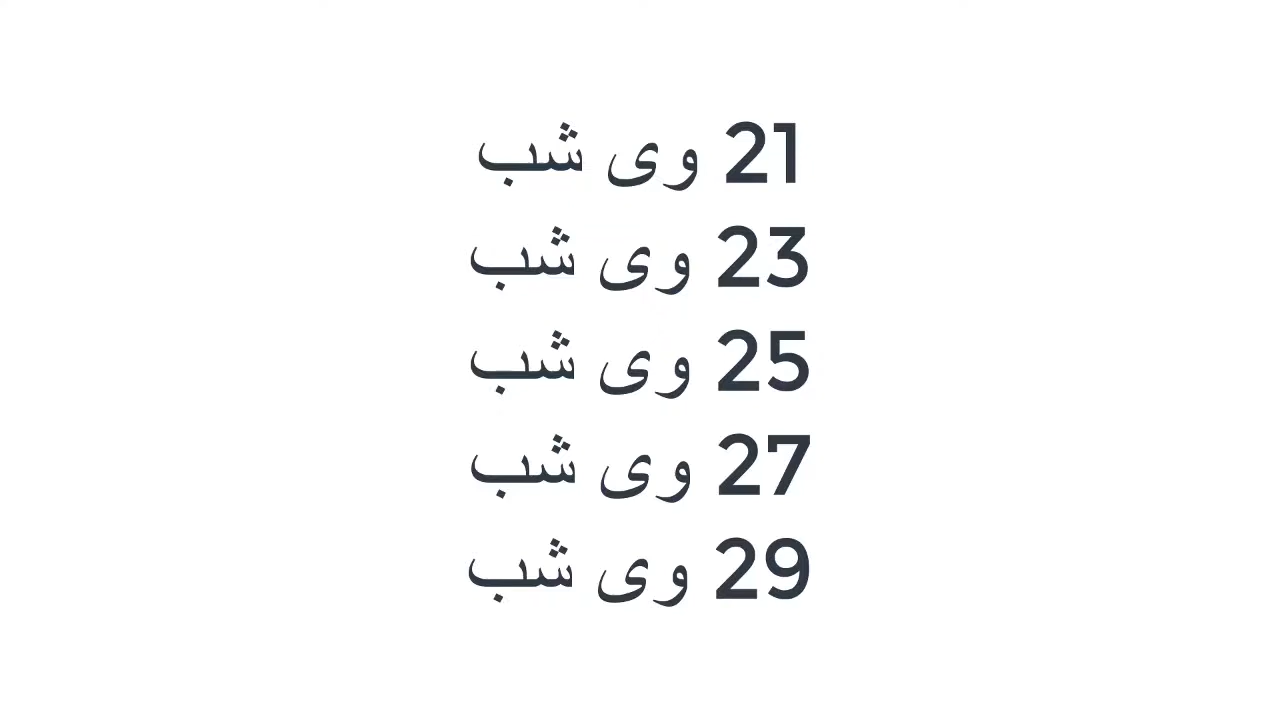 21 وی شب
23 وی شب
25 وی شب
27 وی شب
29 وی شب